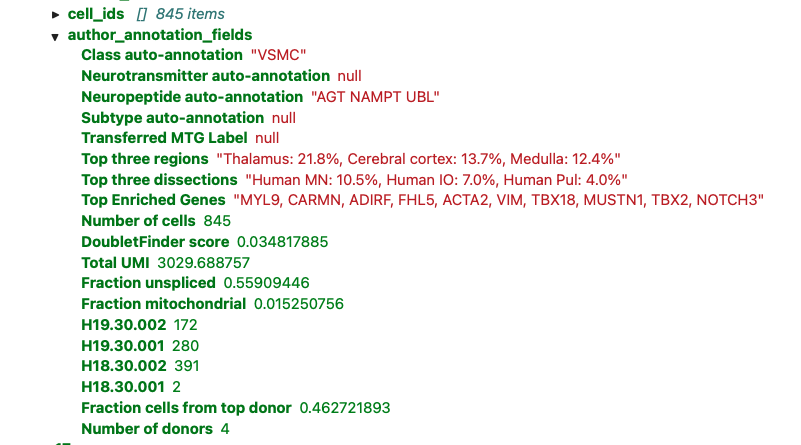 cell_ids [] 845 items
author_annotation_fields
Class auto-annotation "VSMC"
Neurotransmitter auto-annotation null
Neuropeptide auto-annotation "AGT NAMPT UBL"
Subtype auto-annotation null
Transferred MTG Label null
Top three regions "Thalamus: 21.8%, Cerebral cortex: 13.7%, Medulla: 12.4%"
Top three dissections "Human MN: 10.5%, Human IO: 7.0%, Human Pul: 4.0%"
Top Enriched Genes "MYL9, CARMN, ADIRF, FHL5, ACTA2, VIM, TBX18, MUSTN1, TBX2, NOTCH3"
Number of cells 845
DoubletFinder score 0.034817885
Total UMI 3029.688757
Fraction unspliced 0.55909446
Fraction mitochondrial 0.015250756
H19.30.002 172
H19.30.001 280
H18.30.002 391
H18.30.001 2
Fraction cells from top donor 0.462721893
Number of donors 4